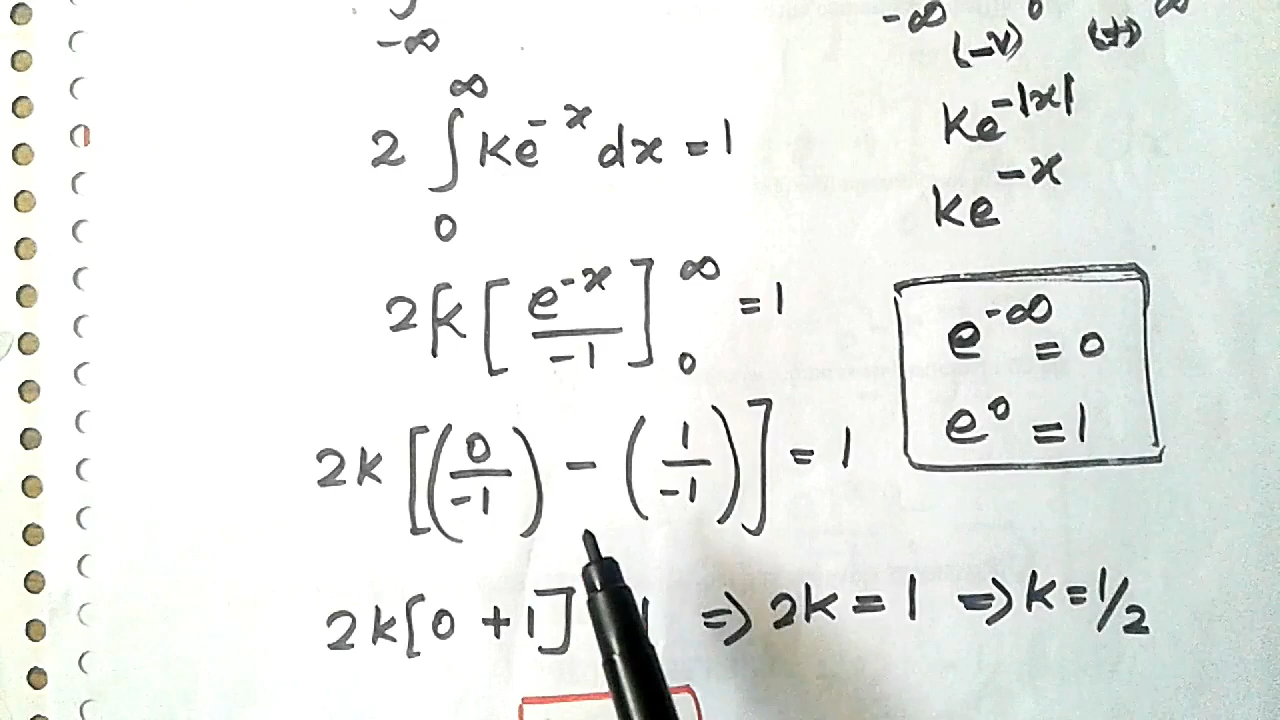 -∞
-∞ (-v) 0 (+) ∞
2 ∫₀^∞ ke^{-x} dx = 1
ke^{-|x|}
ke^{-x}
2k [e^{-x}/-1]₀^∞ = 1
e^{-∞} = 0
e^0 = 1
2k [(0/-1) - (1/-1)] = 1
2k[0 + 1] 1 => 2k = 1 => k = 1/2